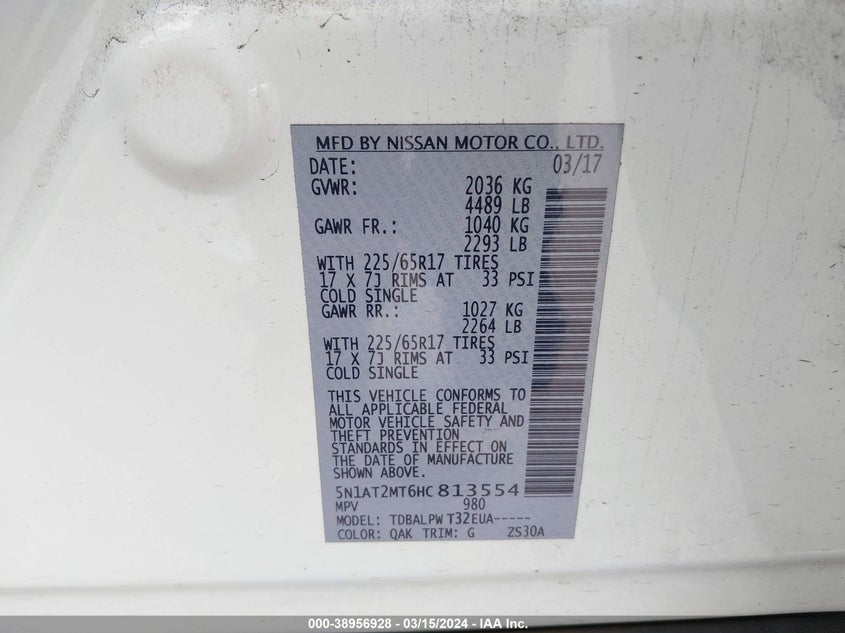 MFD BY NISSAN MOTOR CO., LTD.
DATE: 03/17
GVWR: 2036 KG
4489 LB
GAWR FR.: 1040 KG
2293 LB
WITH 225/65R17 TIRES
17 X 7J RIMS AT 33 PSI
COLD SINGLE
GAWR RR.: 1027 KG
2264 LB
WITH 225/65R17 TIRES
17 X 7J RIMS AT 33 PSI
COLD SINGLE
THIS VEHICLE CONFORMS TO
ALL APPLICABLE FEDERAL
MOTOR VEHICLE SAFETY AND
THEFT PREVENTION
STANDARDS IN EFFECT ON
THE DATE OF MANUFACTURE
SHOWN ABOVE.
5N1AT2MT6HC 813554
MPV 980
MODEL: TDBALPW T32EUA-----
COLOR: QAK TRIM: G ZS30A
000-38956928 - 03/15/2024 - IAA Inc.